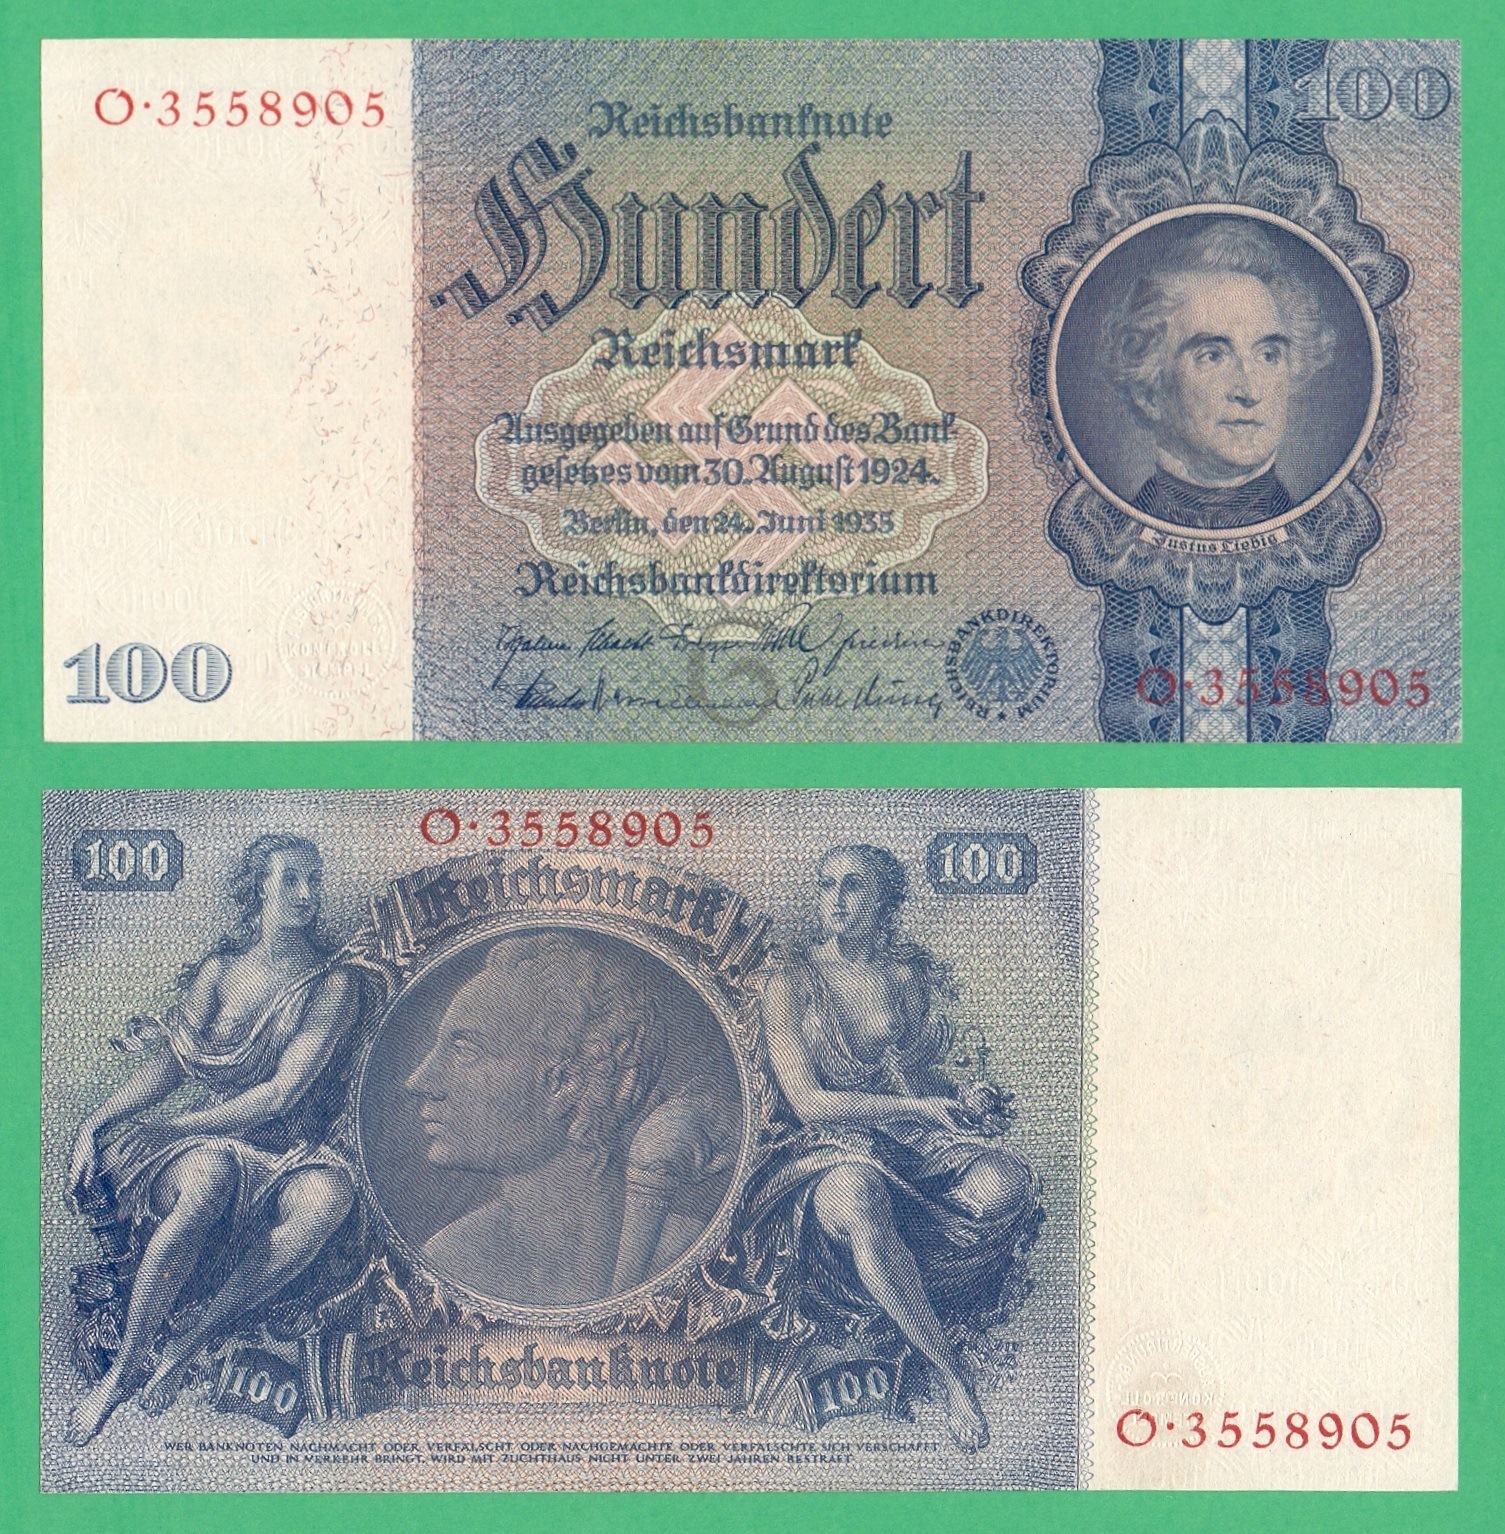 O·3558905
100
Reichsbanknote
Hundert
Reichsmark
Ausgegeben auf Grund des Bank
gesetzes vom 30. August 1924.
Berlin, den 24. Juni 1935
Reichsbankdirektorium
REICHSBANKDIREKTORIUM ★
Justus Liebig
G
KONTROLL
100
O·3558905
O·3558905
100
100
Reichsmark
Reichsbanknote
100
100
WER BANKNOTEN NACHMACHT ODER VERFÄLSCHT ODER NACHGEMACHTE ODER VERFÄLSCHTE SICH VERSCHAFFT
UND IN VERKEHR BRINGT, WIRD MIT ZUCHTHAUS NICHT UNTER ZWEI JAHREN BESTRAFT
O·3558905